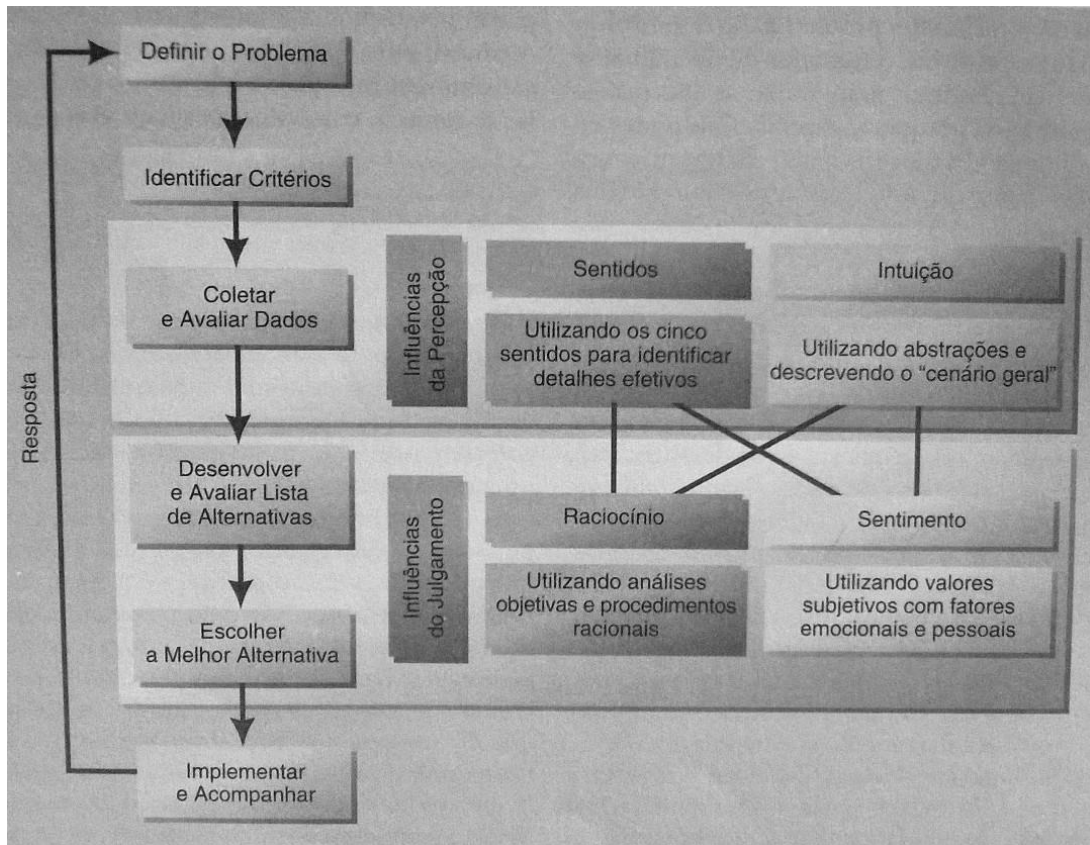 Definir o Problema
Identificar Critérios
Coletar
e Avaliar Dados
Influências
da Percepção
Sentidos
Utilizando os cinco
sentidos para identificar
detalhes efetivos
Intuição
Utilizando abstrações e
descrevendo o “cenário geral”
Resposta
Desenvolver
e Avaliar Lista
de Alternativas
Influências
do Julgamento
Raciocínio
Utilizando análises
objetivas e procedimentos
racionais
Sentimento
Utilizando valores
subjetivos com fatores
emocionais e pessoais
Escolher
a Melhor Alternativa
Implementar
e Acompanhar